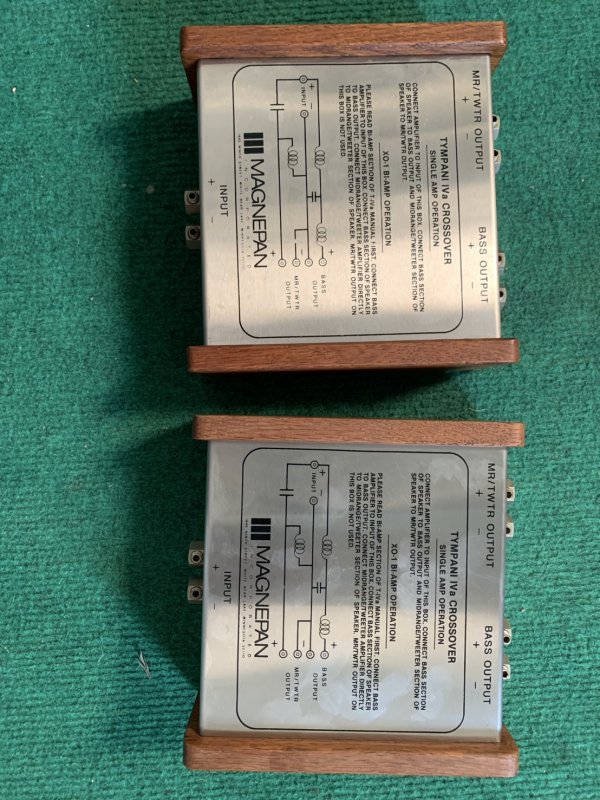 MR/TWTR OUTPUT
+ −
BASS OUTPUT
+ −
TYMPANI IVa CROSSOVER
SINGLE AMP OPERATION
CONNECT AMPLIFIER TO INPUT OF THIS BOX. CONNECT BASS SECTION
OF SPEAKER TO BASS OUTPUT AND MIDRANGE/TWEETER SECTION OF
SPEAKER TO MR/TWTR OUTPUT.
XO-1 BI-AMP OPERATION
PLEASE READ BI-AMP SECTION OF T-IVa MANUAL FIRST. CONNECT BASS
AMPLIFIER TO INPUT OF THIS BOX. CONNECT BASS SECTION OF SPEAKER
TO BASS OUTPUT. CONNECT MIDRANGE/TWEETER AMPLIFIER DIRECTLY
TO MIDRANGE/TWEETER SECTION OF SPEAKER. MR/TWTR OUTPUT ON
THIS BOX IS NOT USED.
+ −
INPUT
+
BASS
OUTPUT
−
MR/TWTR
OUTPUT
+
MAGNEPAN
INCORPORATED
INPUT
+ −
MR/TWTR OUTPUT
+ −
BASS OUTPUT
+ −
TYMPANI IVa CROSSOVER
SINGLE AMP OPERATION
CONNECT AMPLIFIER TO INPUT OF THIS BOX. CONNECT BASS SECTION
OF SPEAKER TO BASS OUTPUT AND MIDRANGE/TWEETER SECTION OF
SPEAKER TO MR/TWTR OUTPUT.
XO-1 BI-AMP OPERATION
PLEASE READ BI-AMP SECTION OF T-IVa MANUAL FIRST. CONNECT BASS
AMPLIFIER TO INPUT OF THIS BOX. CONNECT BASS SECTION OF SPEAKER
TO BASS OUTPUT. CONNECT MIDRANGE/TWEETER AMPLIFIER DIRECTLY
TO MIDRANGE/TWEETER SECTION OF SPEAKER. MR/TWTR OUTPUT ON
THIS BOX IS NOT USED.
+ −
INPUT
+
BASS
OUTPUT
−
MR/TWTR
OUTPUT
+
MAGNEPAN
INCORPORATED
INPUT
+ −